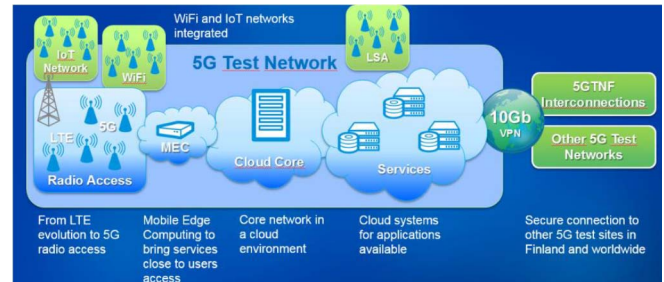 WiFi and IoT networks
integrated
IoT
Network
WiFi
5G Test Network
LSA
LTE
5G
Radio Access
MEC
Cloud Core
Services
10Gb
VPN
5GTNF
Interconnections
Other 5G Test
Networks
From LTE
evolution to 5G
radio access
Mobile Edge
Computing to
bring services
close to users
access
Core network in
a cloud
environment
Cloud systems
for applications
available
Secure connection to
other 5G test sites in
Finland and worldwide